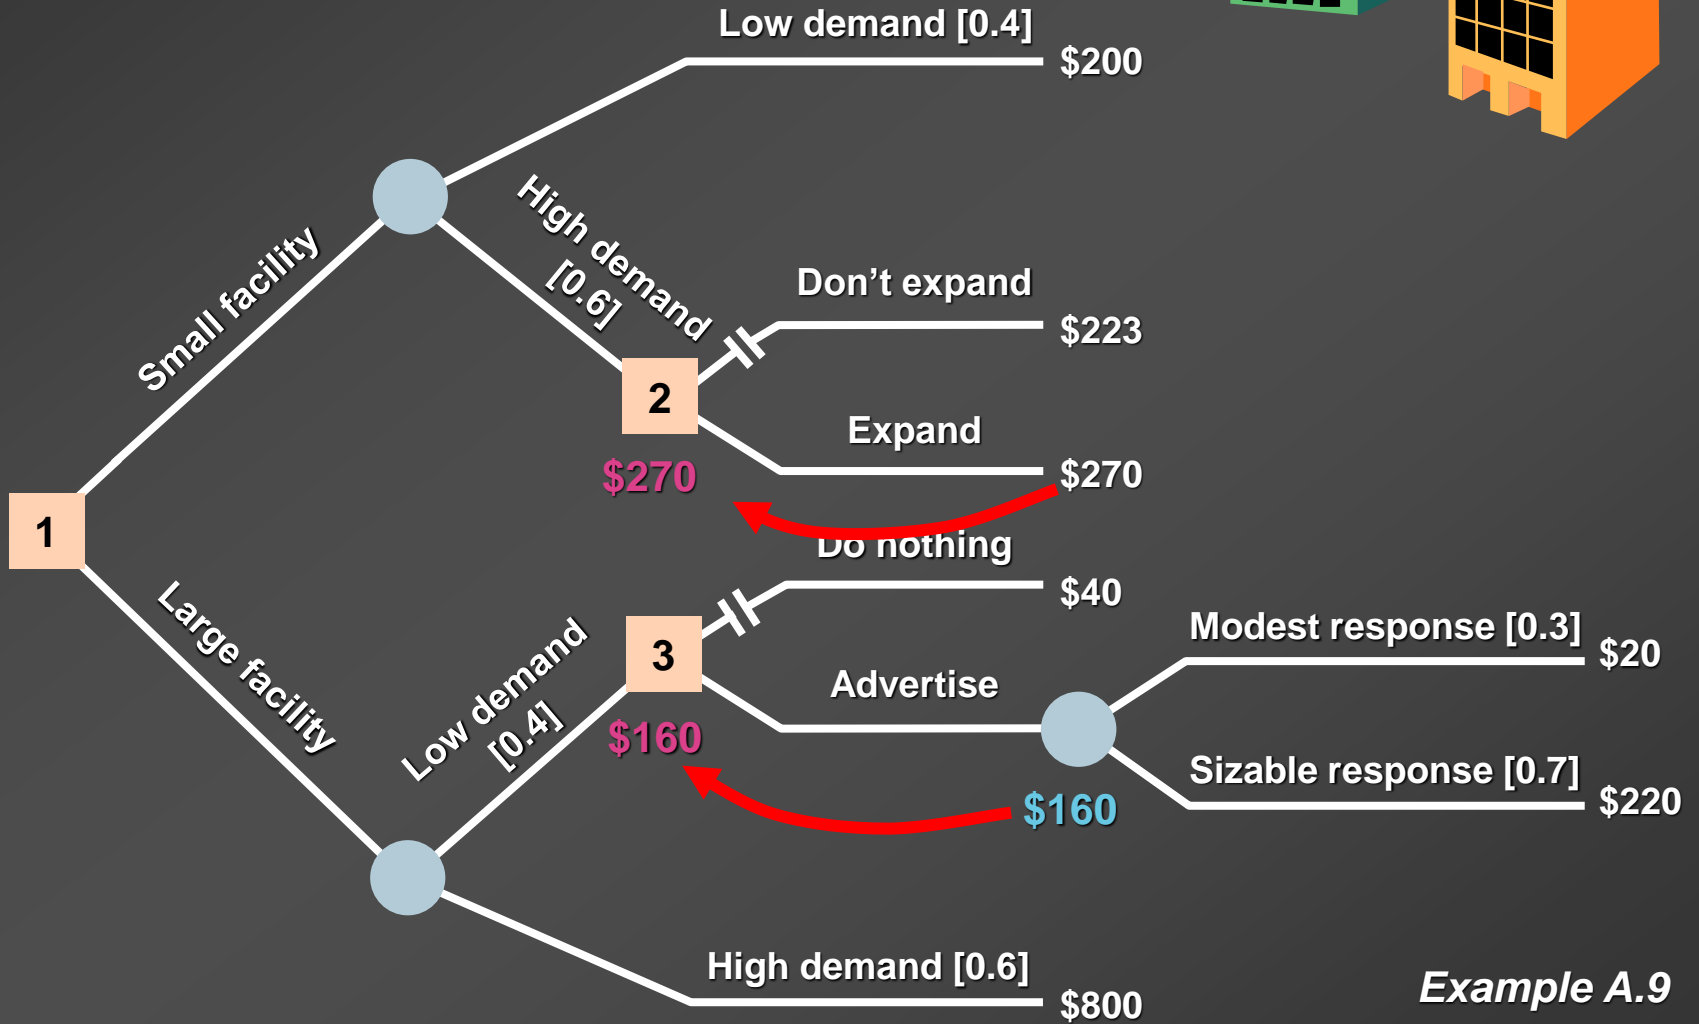 Low demand [0.4]
$200
High demand
[0.6]
Small facility
Don’t expand
$223
2
Expand
$270
$270
1
Do nothing
$40
Large facility
Low demand
[0.4]
3
Modest response [0.3]
$20
Advertise
$160
Sizable response [0.7]
$160
$220
High demand [0.6]
$800
Example A.9